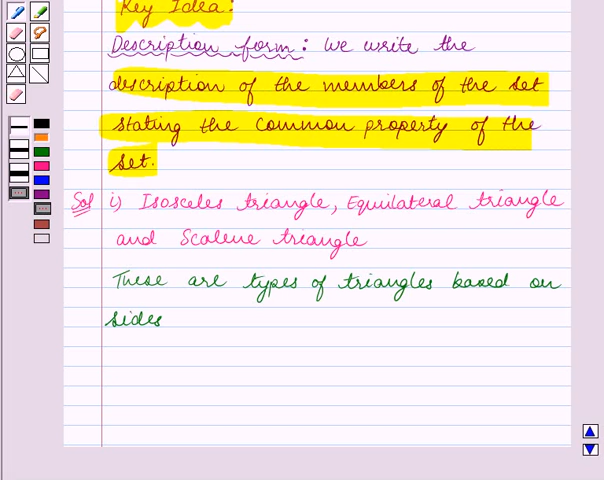 Key Idea:
Description form: We write the
description of the members of the set
stating the common property of the
set.
Sol i) Isosceles triangle, Equilateral triangle
and Scalene triangle
These are types of triangles based on
sides